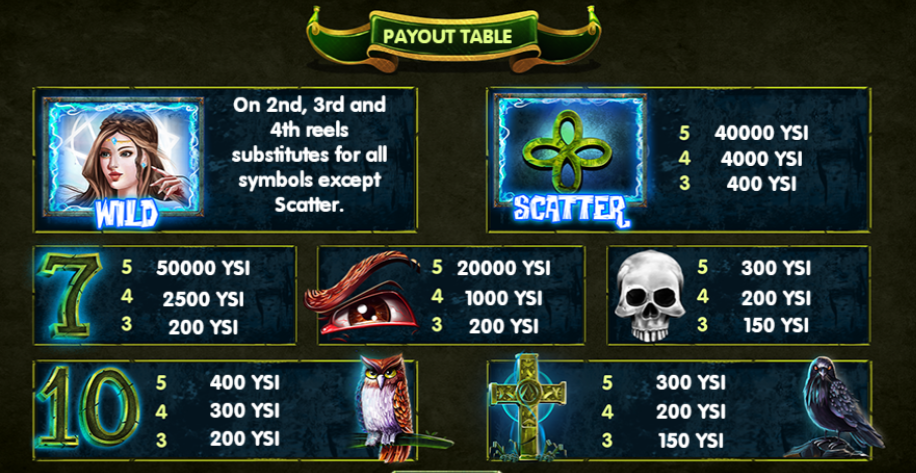 PAYOUT TABLE
On 2nd, 3rd and
4th reels
substitutes for all
symbols except
Scatter.
WILD
5 40000 YSI
4 4000 YSI
3 400 YSI
SCATTER
7
5 50000 YSI
4 2500 YSI
3 200 YSI
5 20000 YSI
4 1000 YSI
3 200 YSI
5 300 YSI
4 200 YSI
3 150 YSI
10
5 400 YSI
4 300 YSI
3 200 YSI
5 300 YSI
4 200 YSI
3 150 YSI